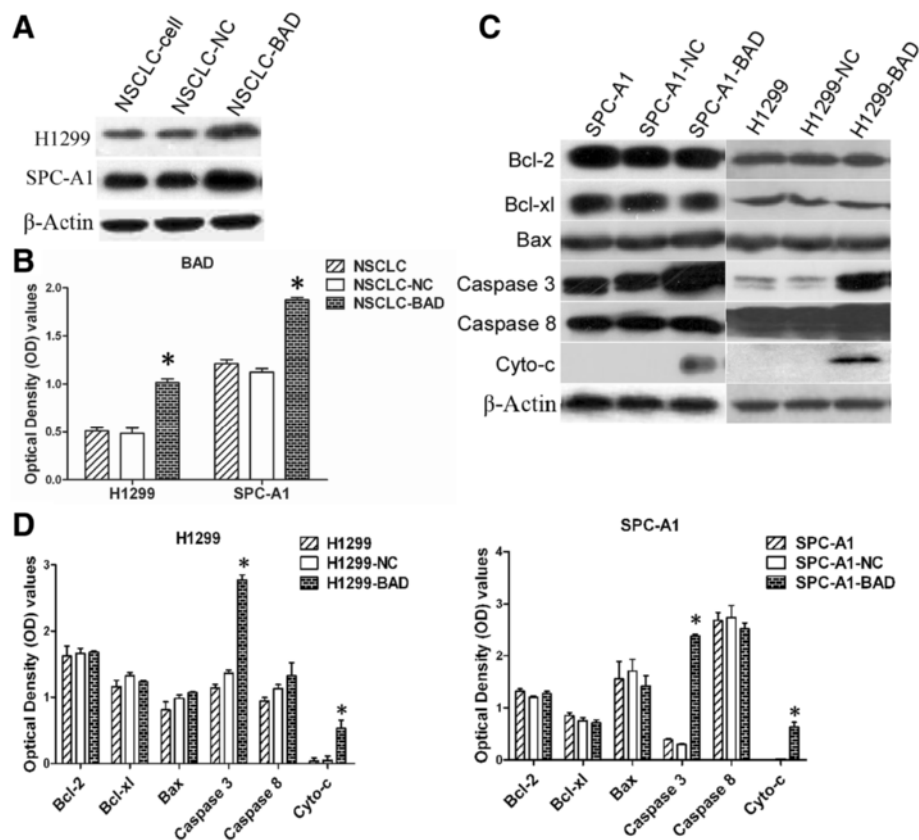 A
NSCLC-cell
NSCLC-NC
NSCLC-BAD
H1299
SPC-A1
β-Actin
B
BAD
NSCLC
NSCLC-NC
NSCLC-BAD
Optical Density (OD) values
2.0
1.5
1.0
0.5
0.0
*
*
H1299
SPC-A1
C
SPC-A1
SPC-A1-NC
SPC-A1-BAD
H1299
H1299-NC
H1299-BAD
Bcl-2
Bcl-xl
Bax
Caspase 3
Caspase 8
Cyto-c
β-Actin
D
H1299
H1299
H1299-NC
H1299-BAD
Optical Density (OD) values
3
2
1
0
*
*
Bcl-2
Bcl-xl
Bax
Caspase 3
Caspase 8
Cyto-c
SPC-A1
SPC-A1
SPC-A1-NC
SPC-A1-BAD
Optical Density (OD) values
4
3
2
1
0
*
*
Bcl-2
Bcl-xl
Bax
Caspase 3
Caspase 8
Cyto-c